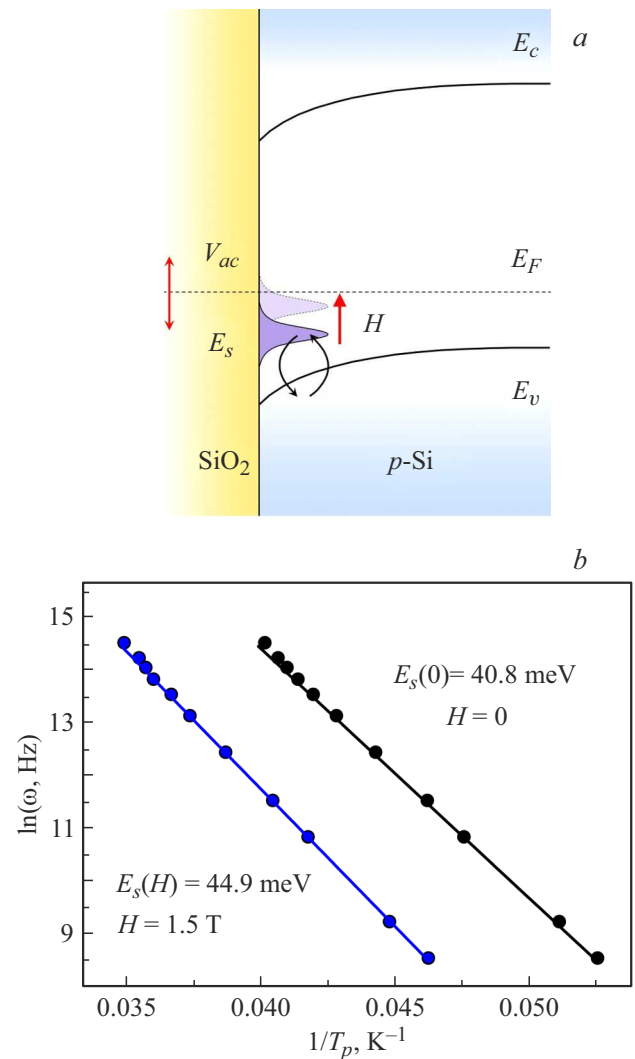 a
E_c
V_ac
E_F
H
E_s
E_v
SiO₂
p-Si
b
15
13
11
9
ln(ω, Hz)
E_s(0)= 40.8 meV
H = 0
E_s(H) = 44.9 meV
H = 1.5 T
0.035 0.040 0.045 0.050
1/T_p, K⁻¹